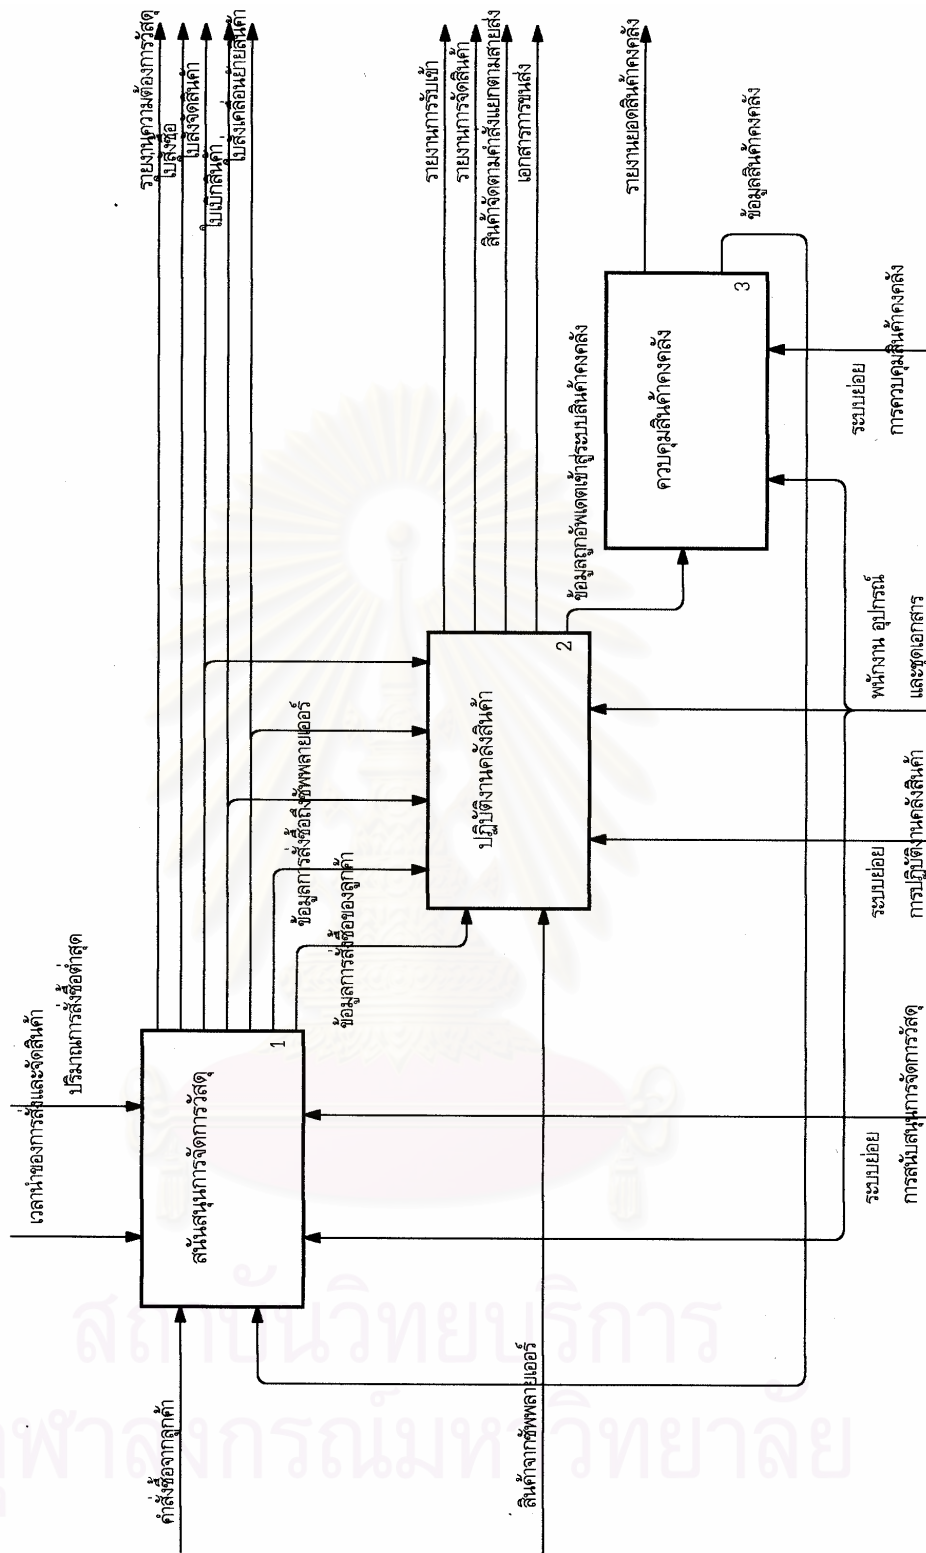 เวลานำของการสั่งและจัดสินค้า
ปริมาณการสั่งซื้อต่ำสุด
คำสั่งซื้อจากลูกค้า
สนันสนุนการจัดการวัสดุ
1
รายงานความต้องการวัสดุ
ใบสั่งซื้อ
ใบสั่งจัดสินค้า
ใบเบิกสินค้า
ใบสั่งเคลื่อนย้ายสินค้า
ข้อมูลการสั่งซื้อถึงซัพพลายเออร์
ข้อมูลการสั่งซื้อของลูกค้า
สินค้าจากซัพพลายเออร์
ปฏิบัติงานคลังสินค้า
2
รายงานการรับเข้า
รายงานการจัดสินค้า
สินค้าจัดตามคำสั่งแยกตามสายส่ง
เอกสารการขนส่ง
ข้อมูลถูกอัพเดตเข้าสู่ระบบสินค้าคงคลัง
ควบคุมสินค้าคงคลัง
3
รายงานยอดสินค้าคงคลัง
ข้อมูลสินค้าคงคลัง
ระบบย่อย
การสนับสนุนการจัดการวัสดุ
ระบบย่อย
การปฏิบัติงานคลังสินค้า
พนักงาน อุปกรณ์
และชุดเอกสาร
ระบบย่อย
การควบคุมสินค้าคงคลัง
สถาบันวิทยบริการ
จุฬาลงกรณ์มหาวิทยาลัย